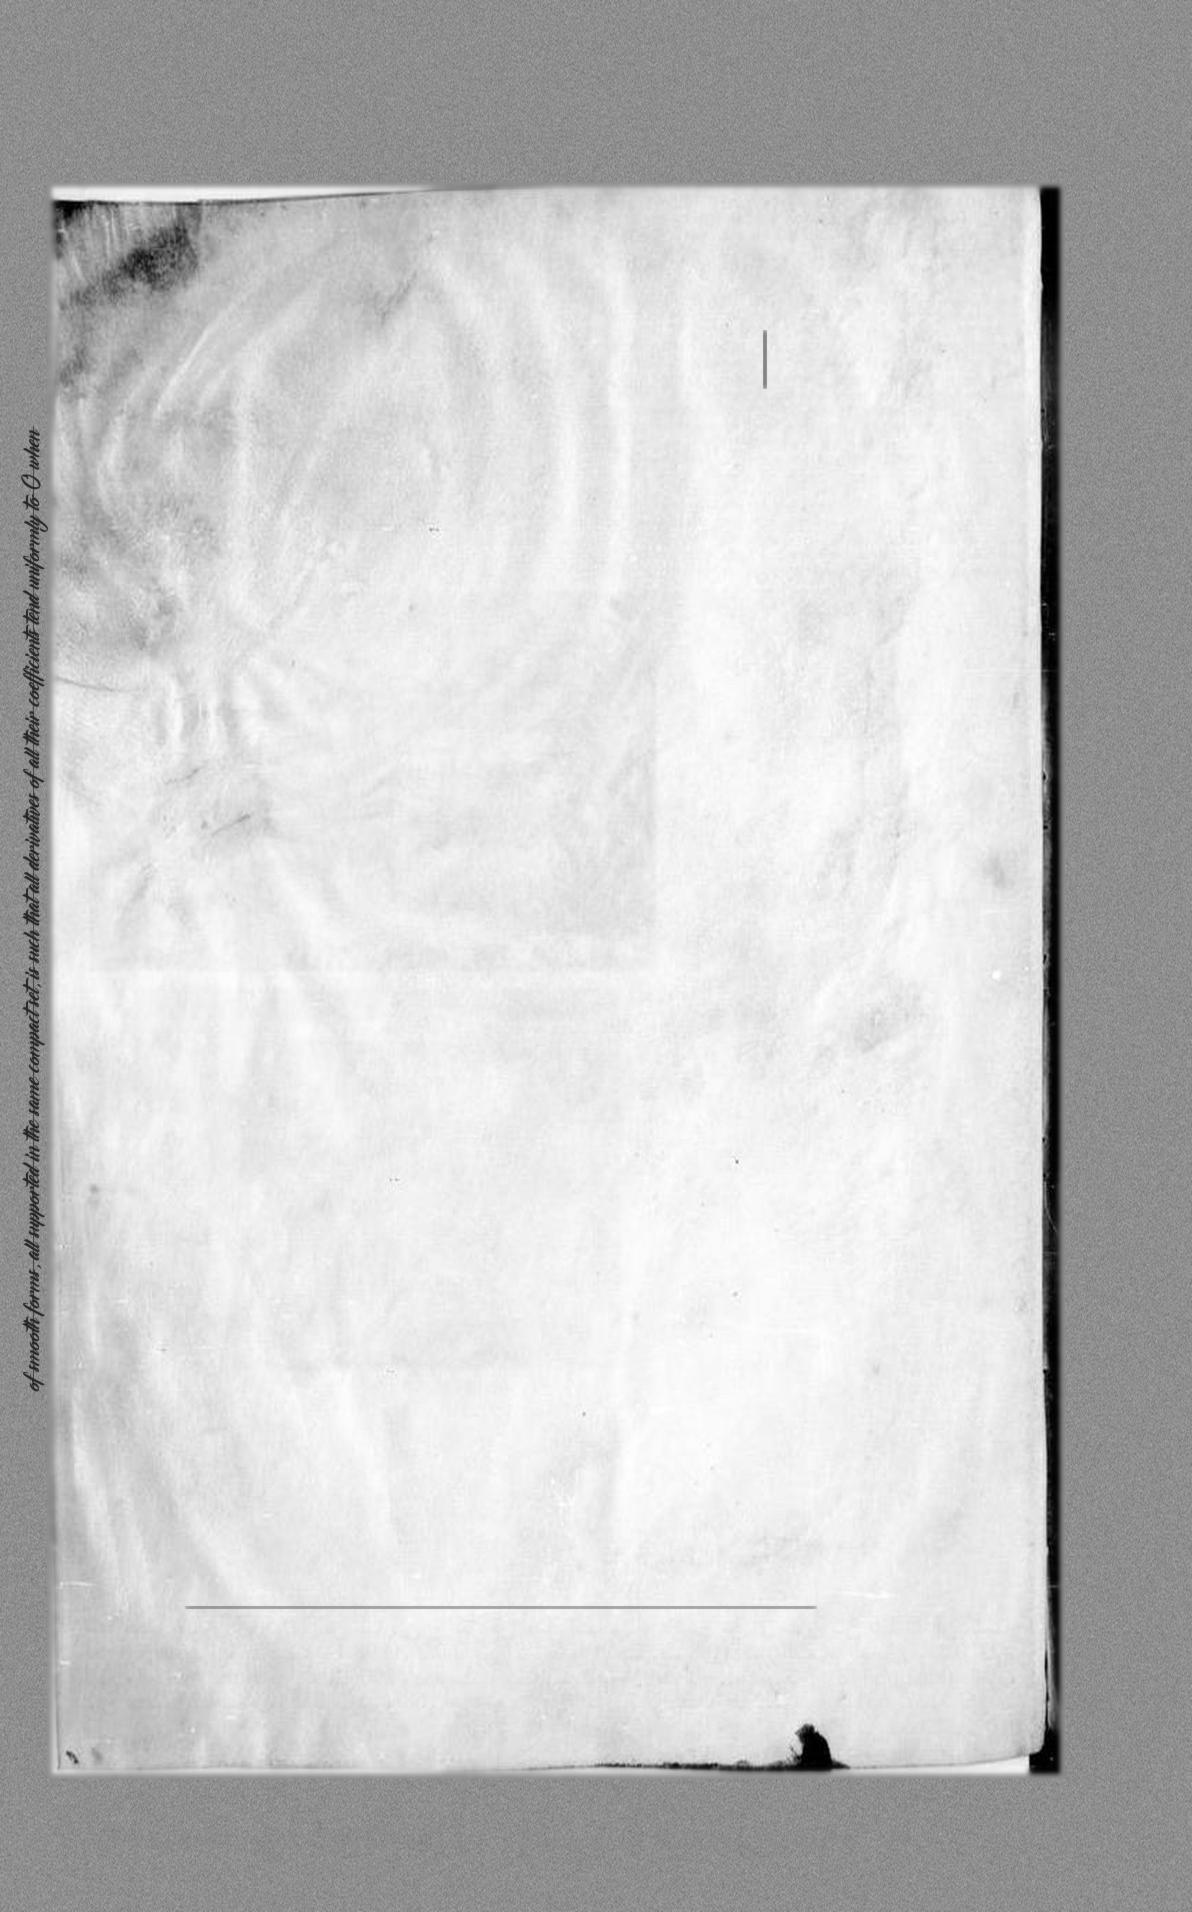 of smooth forms, all supported in the same compact set, is such that all derivatives of all their coefficients tend uniformly to 0 when